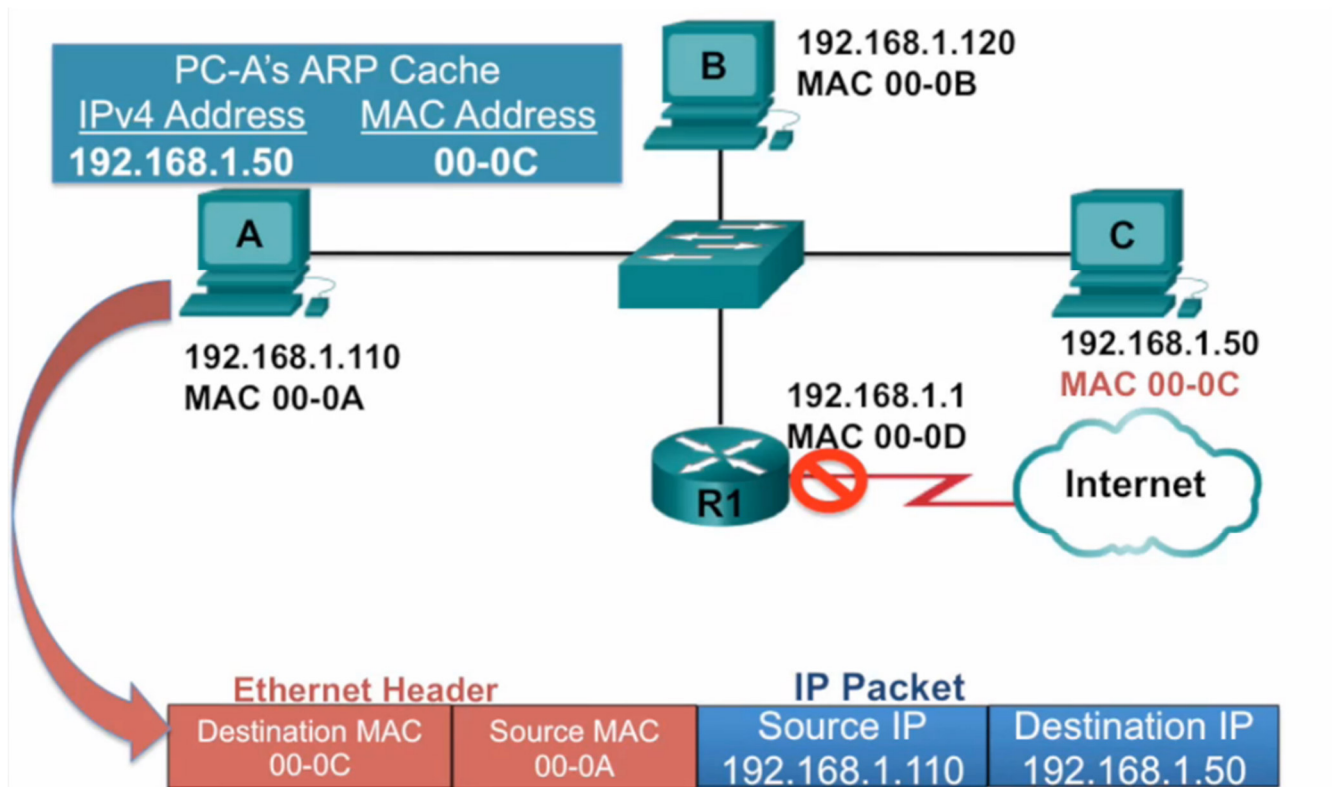 PC-A's ARP Cache
IPv4 Address MAC Address
192.168.1.50 00-0C
B
192.168.1.120
MAC 00-0B
A
192.168.1.110
MAC 00-0A
C
192.168.1.50
MAC 00-0C
192.168.1.1
MAC 00-0D
R1
Internet
Ethernet Header
IP Packet
Destination MAC
00-0C
Source MAC
00-0A
Source IP
192.168.1.110
Destination IP
192.168.1.50